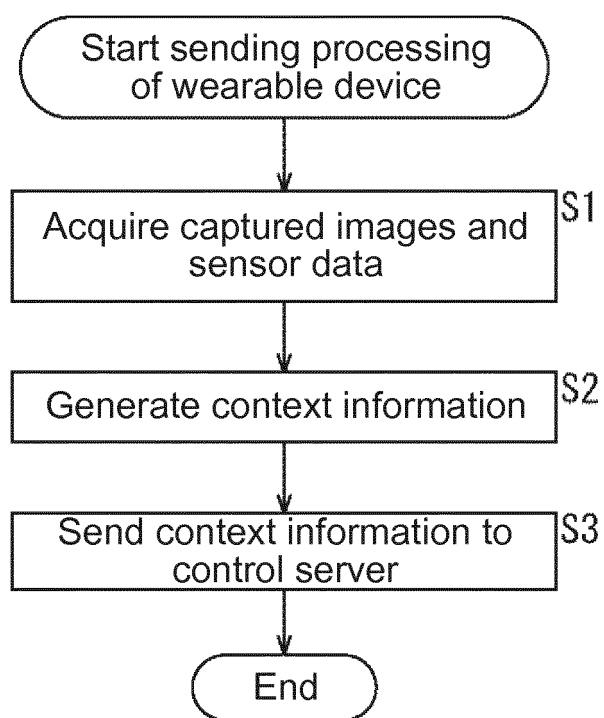 Start sending processing
of wearable device
S1
Acquire captured images and
sensor data
S2
Generate context information
S3
Send context information to
control server
End